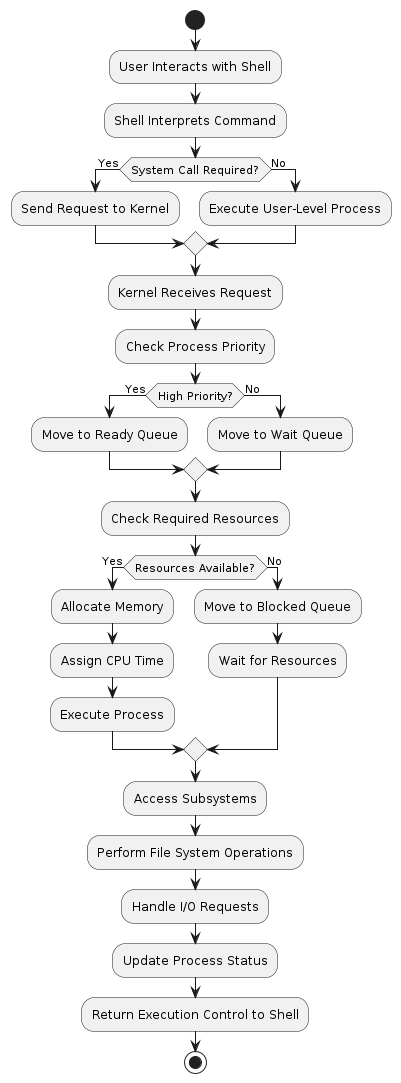 User Interacts with Shell
Shell Interprets Command
Yes
System Call Required?
No
Send Request to Kernel
Execute User-Level Process
Kernel Receives Request
Check Process Priority
Yes
High Priority?
No
Move to Ready Queue
Move to Wait Queue
Check Required Resources
Yes
Resources Available?
No
Allocate Memory
Move to Blocked Queue
Assign CPU Time
Wait for Resources
Execute Process
Access Subsystems
Perform File System Operations
Handle I/O Requests
Update Process Status
Return Execution Control to Shell